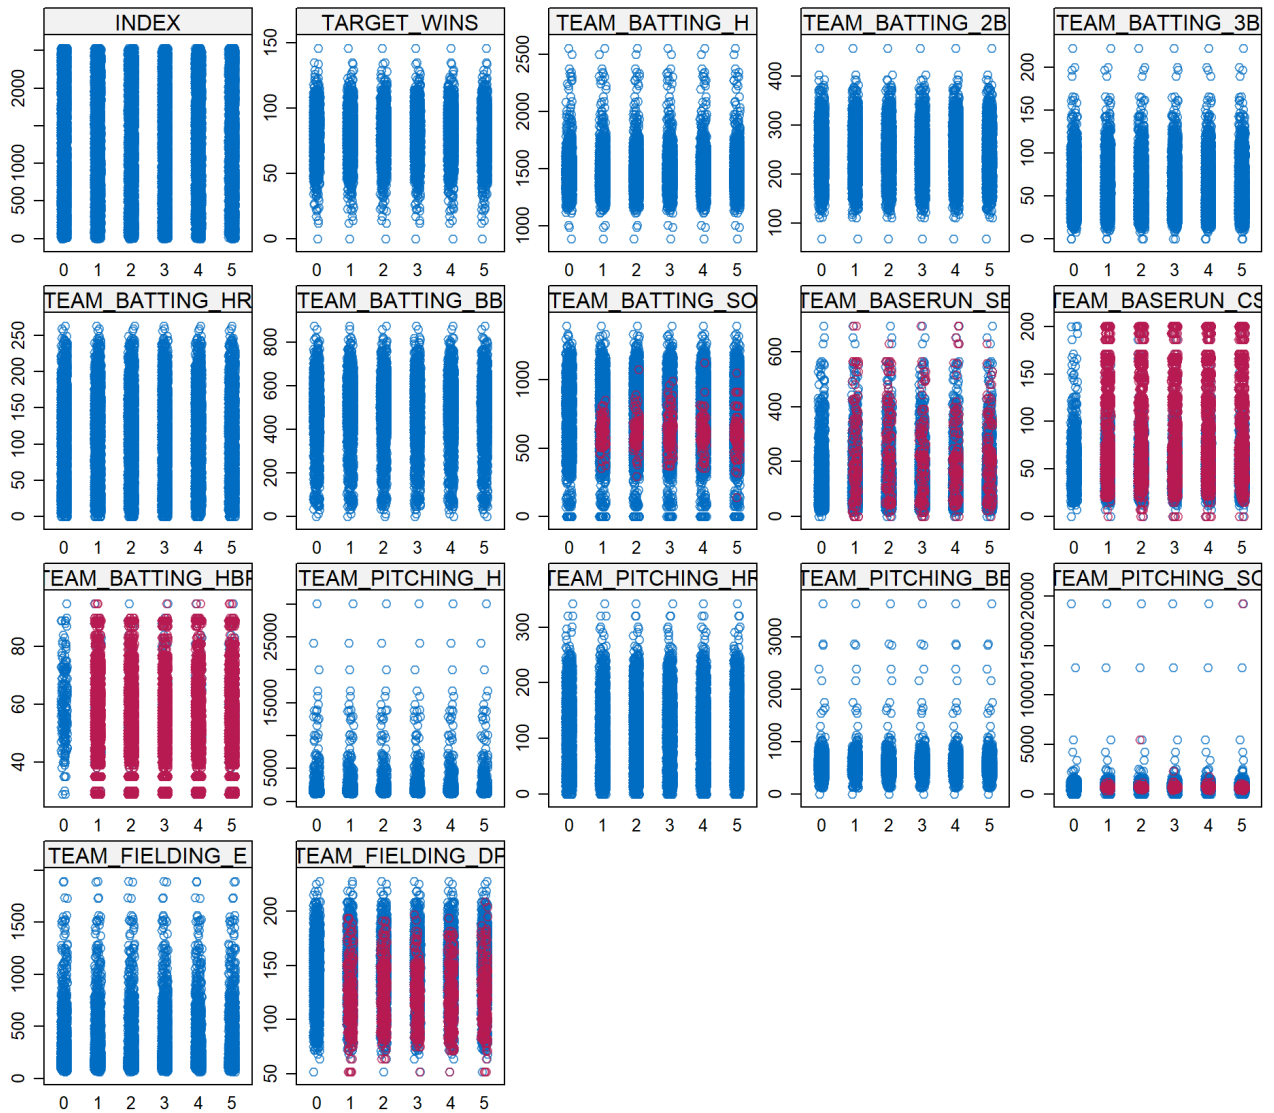 INDEX
0 500 1000 2000
0 1 2 3 4 5
TARGET_WINS
0 50 100 150
0 1 2 3 4 5
TEAM_BATTING_H
1000 1500 2000 2500
0 1 2 3 4 5
TEAM_BATTING_2B
100 200 300 400
0 1 2 3 4 5
TEAM_BATTING_3B
0 50 100 150 200
0 1 2 3 4 5
TEAM_BATTING_HR
0 50 100 150 200 250
0 1 2 3 4 5
TEAM_BATTING_BB
0 200 400 600 800
0 1 2 3 4 5
TEAM_BATTING_SO
0 500 1000
0 1 2 3 4 5
TEAM_BASERUN_SB
0 200 400 600
0 1 2 3 4 5
TEAM_BASERUN_CS
0 50 100 150 200
0 1 2 3 4 5
TEAM_BATTING_HBP
40 60 80
0 1 2 3 4 5
TEAM_PITCHING_H
0 5000 15000 25000
0 1 2 3 4 5
TEAM_PITCHING_HR
0 100 200 300
0 1 2 3 4 5
TEAM_PITCHING_BB
0 1000 2000 3000
0 1 2 3 4 5
TEAM_PITCHING_SO
0 5000 10000 15000 20000
0 1 2 3 4 5
TEAM_FIELDING_E
0 500 1000 1500
0 1 2 3 4 5
TEAM_FIELDING_DP
50 100 150 200
0 1 2 3 4 5